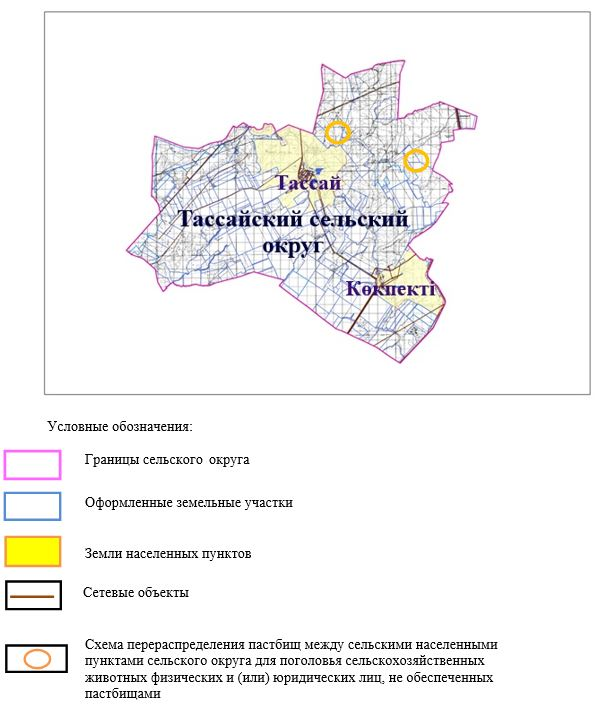 Тассай
Тассайский сельский
округ
Көкпекті
Условные обозначения:
Границы сельского округа
Оформленные земельные участки
Земли населенных пунктов
Сетевые объекты
Схема перераспределения пастбищ между сельскими населенными
пунктами сельского округа для поголовья сельскохозяйственных
животных физических и (или) юридических лиц, не обеспеченных
пастбищами